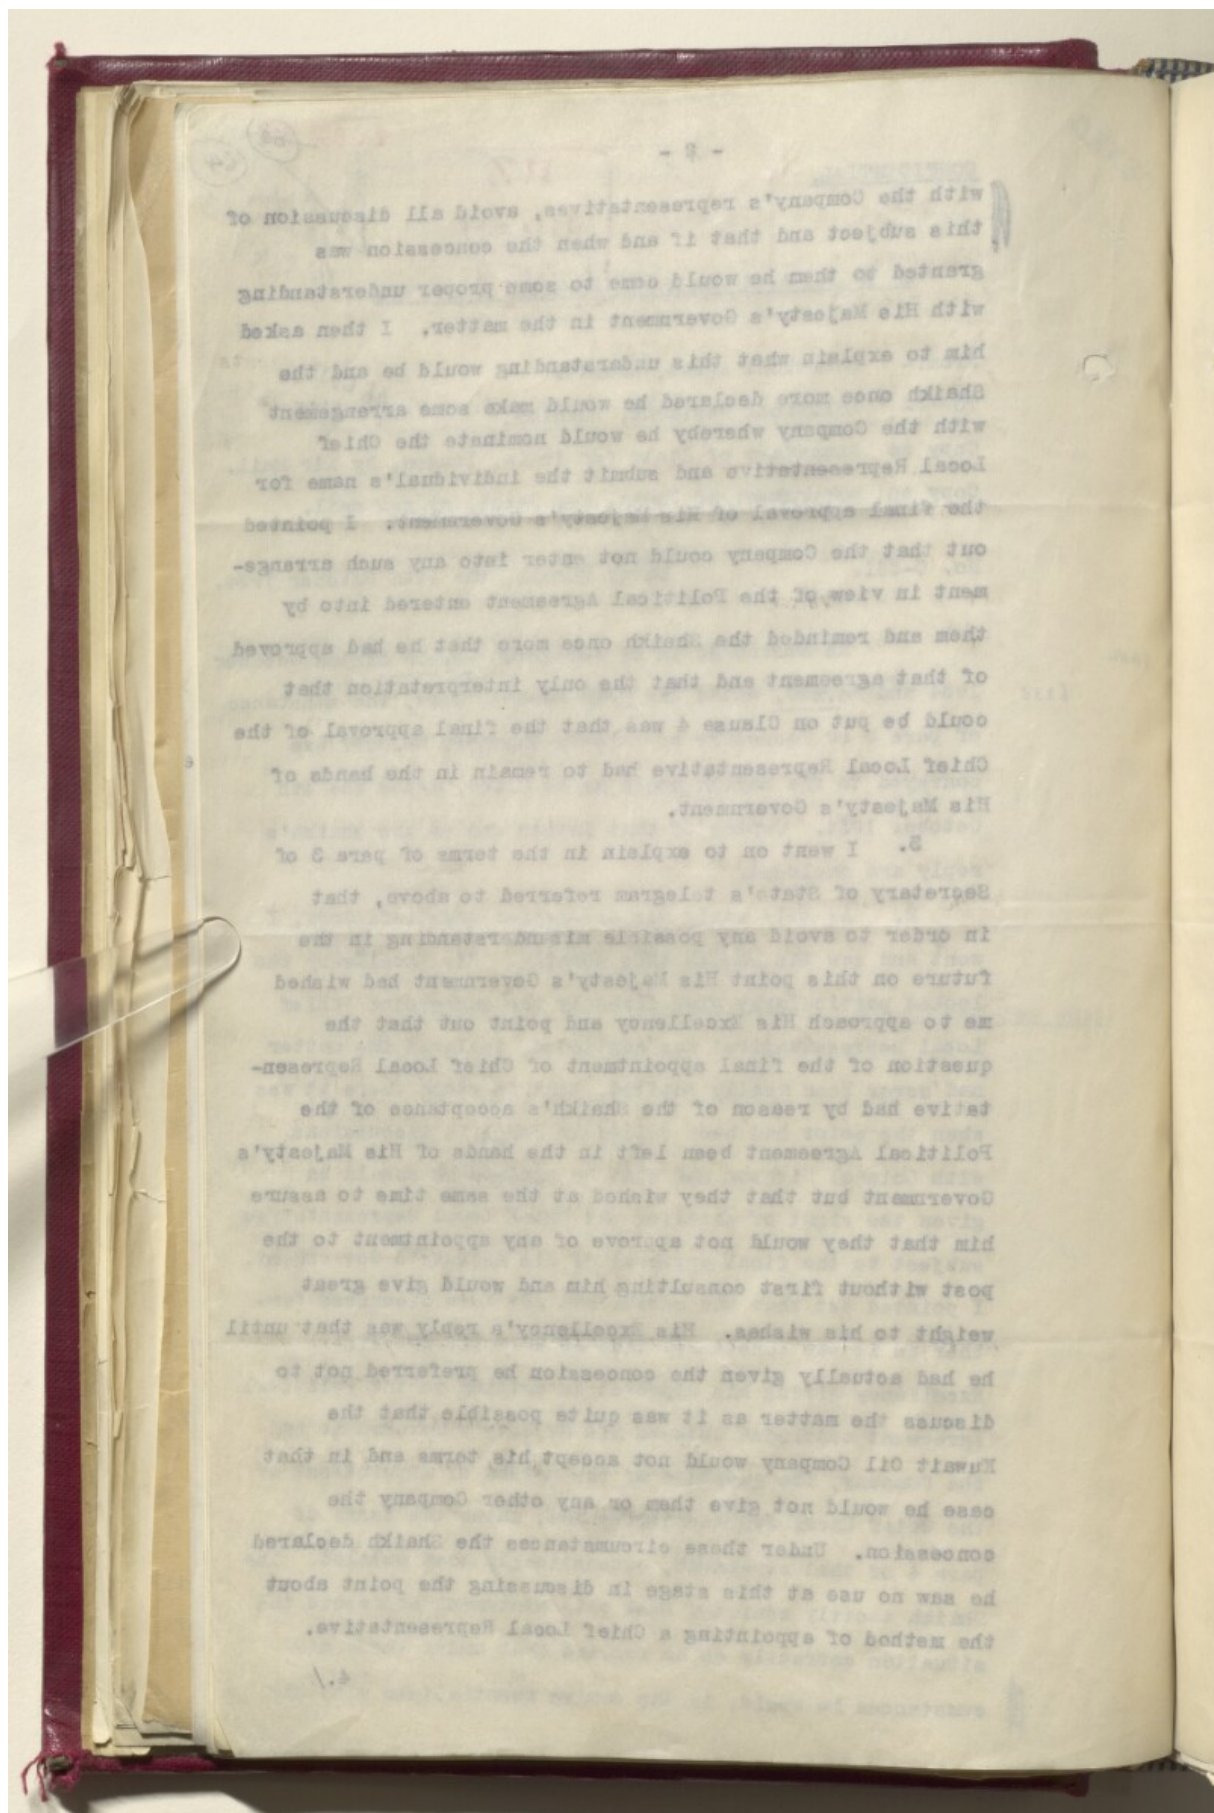 - 2 -
with the Company's representatives, avoid all discussion of
this subject and that if and when the concession was
granted to them he would come to some proper understanding
with His Majesty's Government in the matter. I then asked
him to explain what this understanding would be and the
Shaikh once more declared he would make some arrangement
with the Company whereby he would nominate the Chief
Local Representative and submit the individual's name for
the final approval of His Majesty's Government. I pointed
out that the Company could not enter into any such arrange-
ment in view of the Political Agreement entered into by
them and reminded the Shaikh once more that he had approved
of that agreement and that the only interpretation that
could be put on Clause 4 was that the final approval of the
Chief Local Representative had to remain in the hands of
His Majesty's Government.
3. I went on to explain in the terms of para 3 of
Secretary of State's telegram referred to above, that
in order to avoid any possible misunderstanding in the
future on this point His Majesty's Government had wished
me to approach His Excellency and point out that the
question of the final appointment of Chief Local Represen-
tative had by reason of the Shaikh's acceptance of the
Political Agreement been left in the hands of His Majesty's
Government but that they wished at the same time to assure
him that they would not approve of any appointment to the
post without first consulting him and would give great
weight to his wishes. His Excellency's reply was that until
he had actually given the concession he preferred not to
discuss the matter as it was quite possible that the
Kuwait Oil Company would not accept his terms and in that
case he would not give them or any other Company the
concession. Under these circumstances the Shaikh declared
he saw no use at this stage in discussing the point about
the method of appointing a Chief Local Representative.
4./